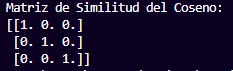 Matriz de Similitud del Coseno:
[[1. 0. 0.]
 [0. 1. 0.]
 [0. 0. 1.]]